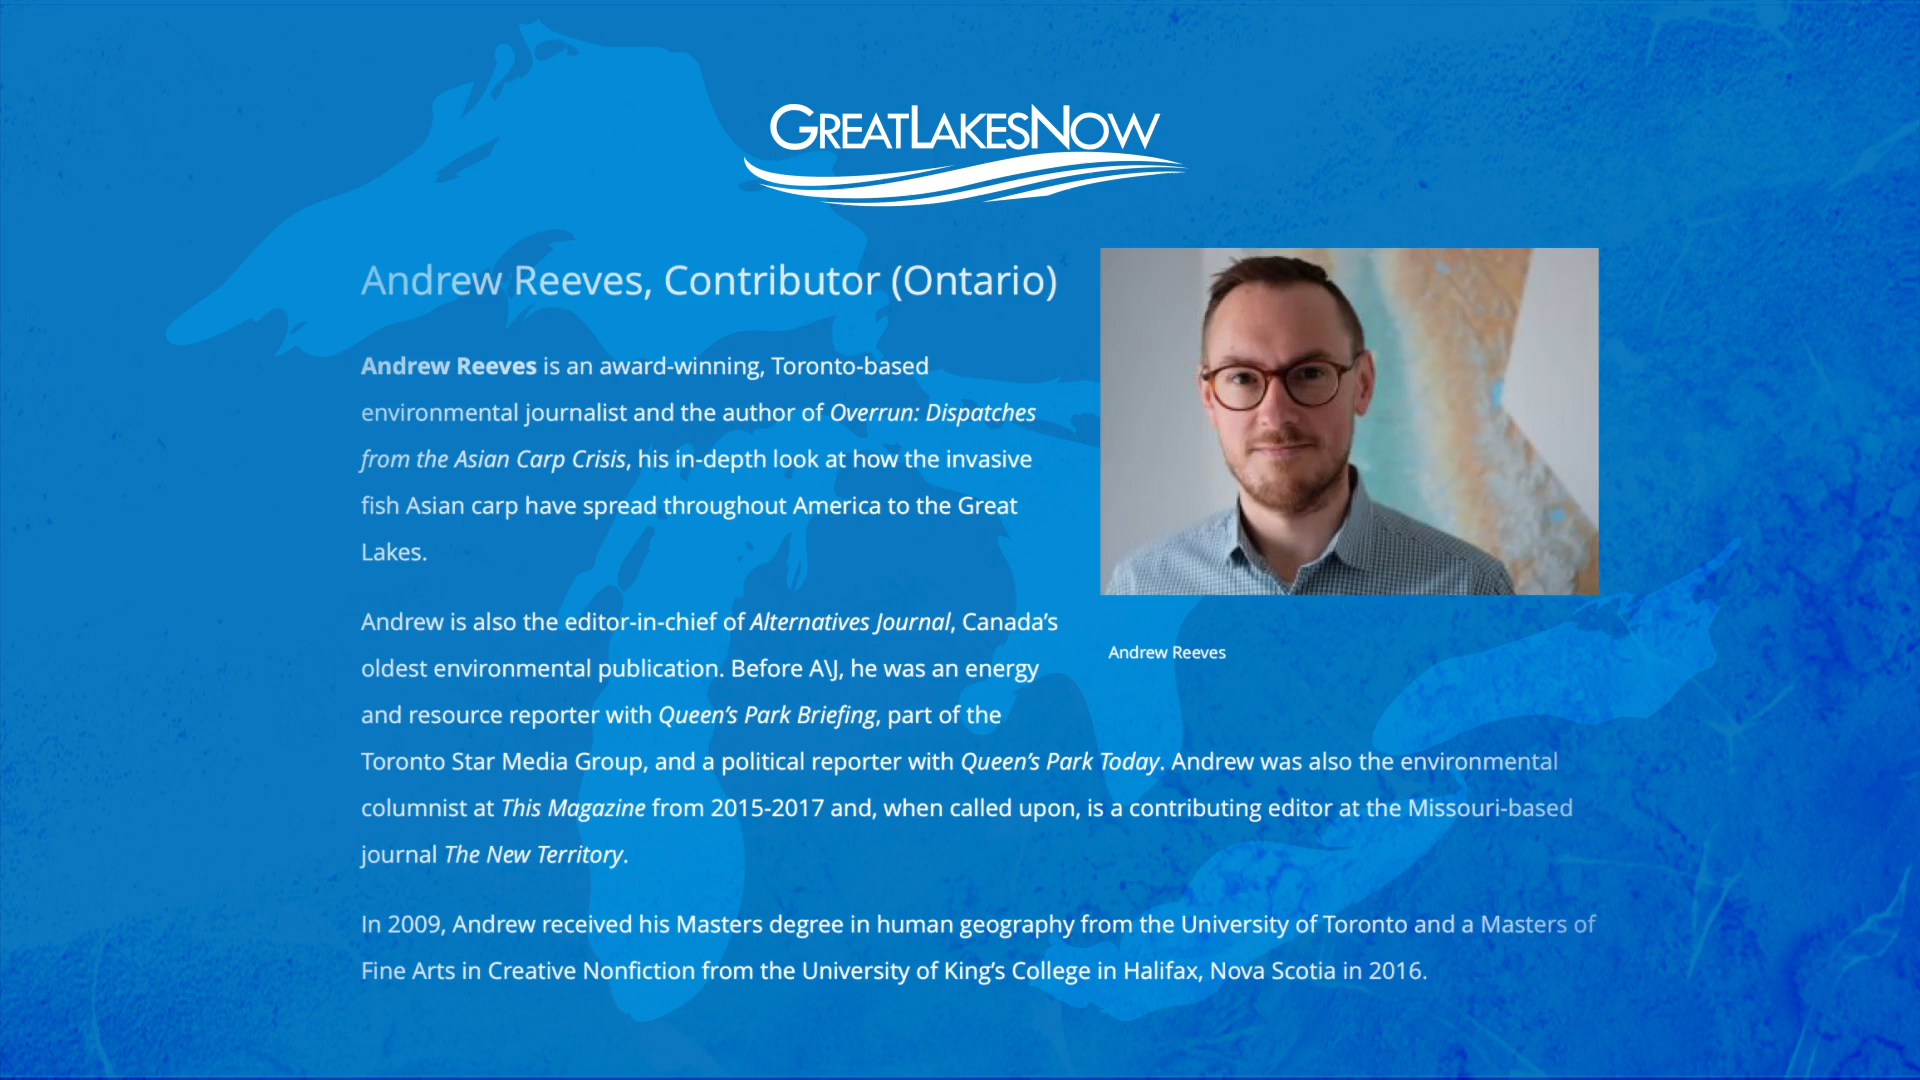 GREATLAKESNOW
Andrew Reeves, Contributor (Ontario)
Andrew Reeves is an award-winning, Toronto-based
environmental journalist and the author of Overrun: Dispatches
from the Asian Carp Crisis, his in-depth look at how the invasive
fish Asian carp have spread throughout America to the Great
Lakes.
Andrew is also the editor-in-chief of Alternatives Journal, Canada’s
oldest environmental publication. Before A\J, he was an energy
and resource reporter with Queen’s Park Briefing, part of the
Toronto Star Media Group, and a political reporter with Queen’s Park Today. Andrew was also the environmental
columnist at This Magazine from 2015-2017 and, when called upon, is a contributing editor at the Missouri-based
journal The New Territory.
In 2009, Andrew received his Masters degree in human geography from the University of Toronto and a Masters of
Fine Arts in Creative Nonfiction from the University of King’s College in Halifax, Nova Scotia in 2016.
Andrew Reeves